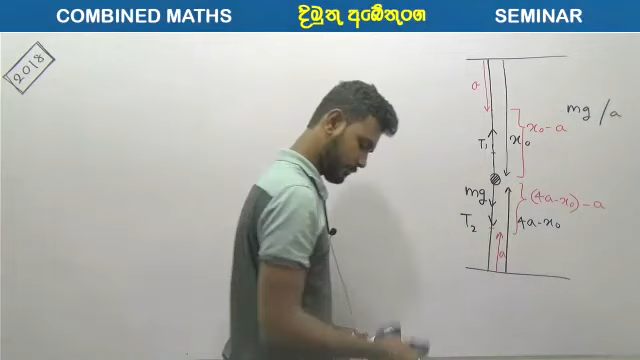 COMBINED MATHS
දිමුතු අබේතුංග
SEMINAR
2018
a
mg/a
x₀-a
T₁
x₀
mg
(4a-x₀)-a
T₂
4a-x₀
a